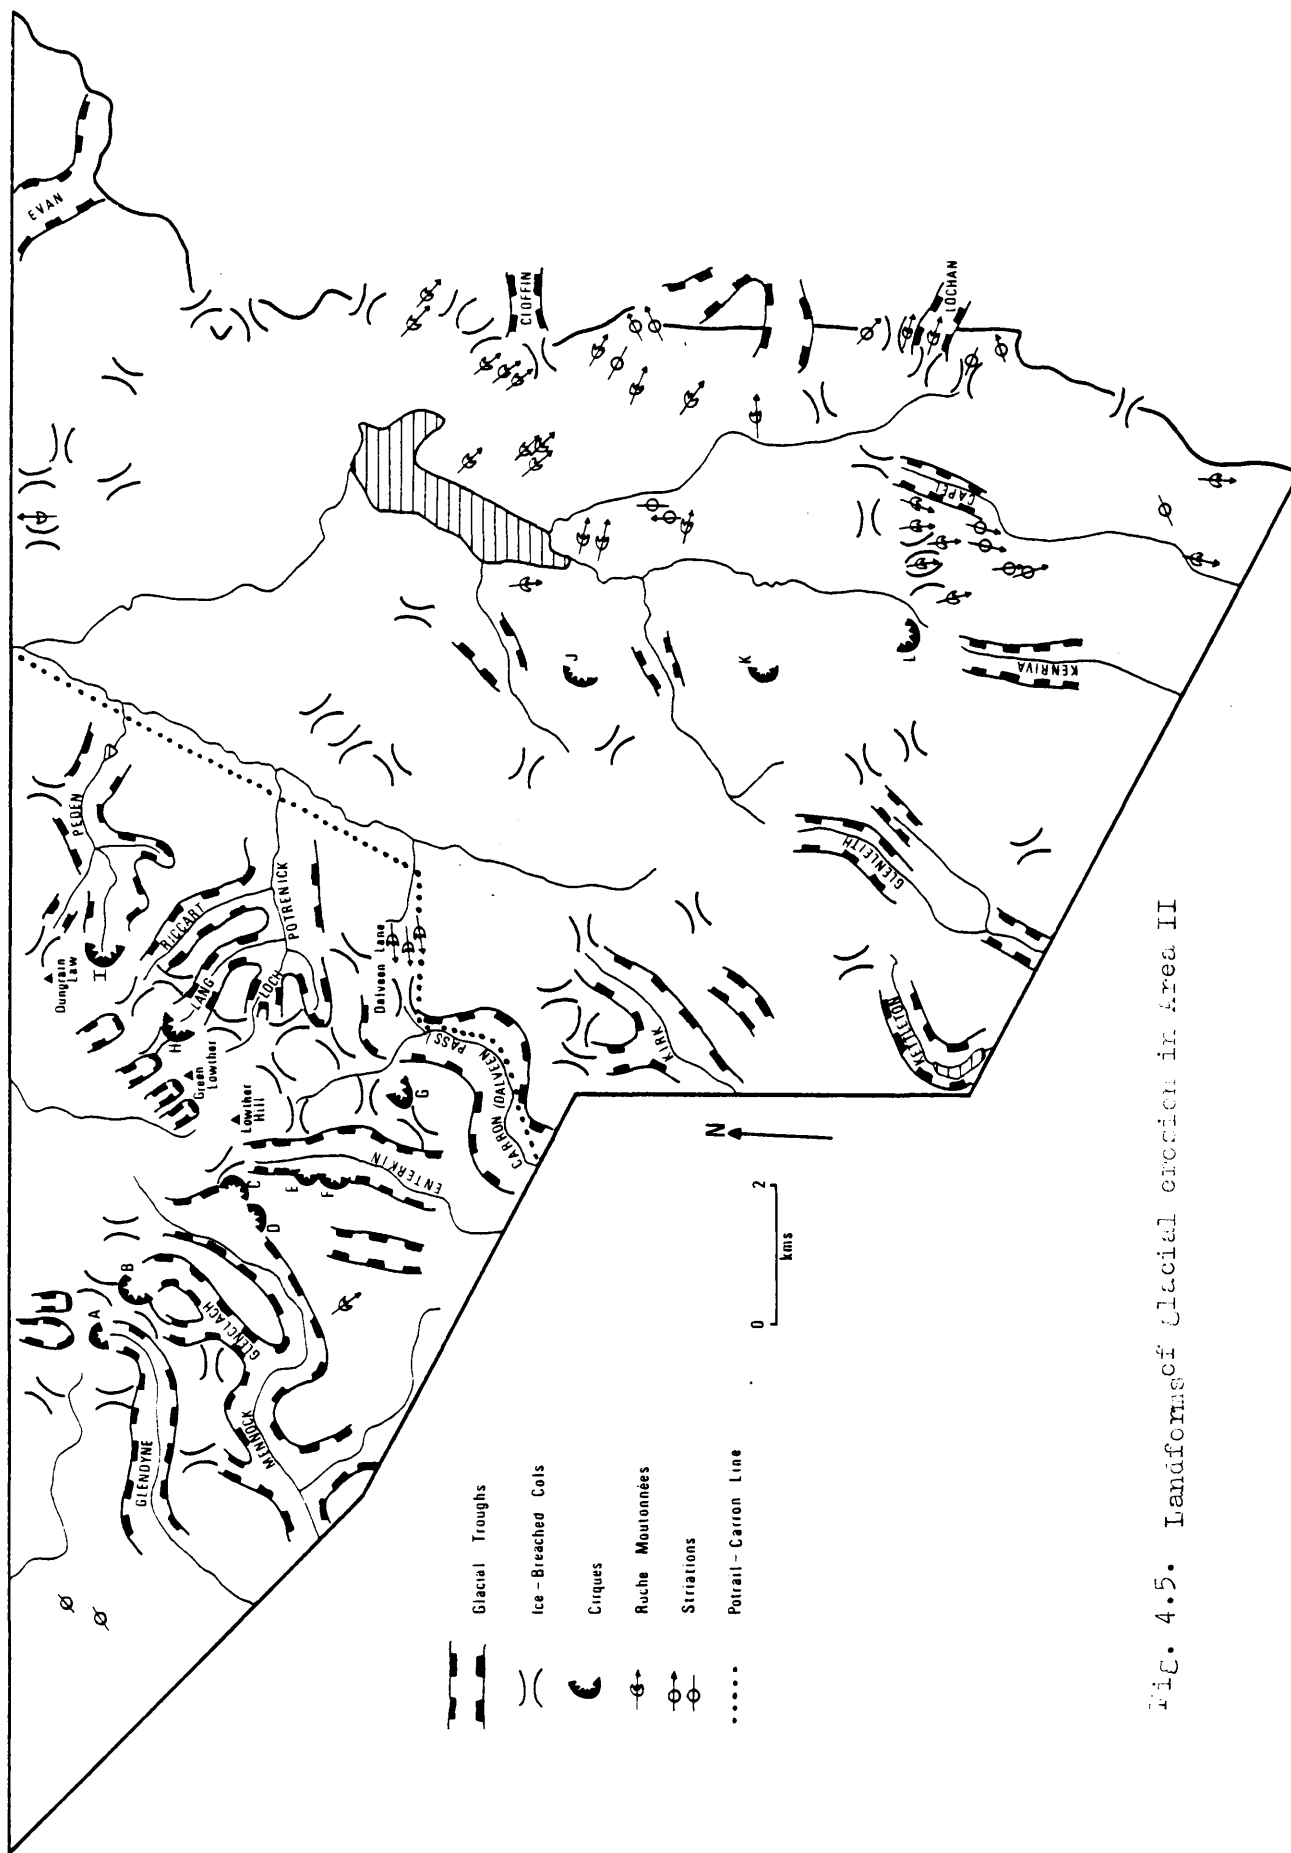 EVAN
CLOFFIN
LOCHAN
CAPEL
KENRIVA
PEDEN
Dungrain
Law
I
RICCART
LANG
LOCH
POTRENICK
H
Green
Lowther
Lowther
Hill
Dalveen Lane
CARRON (DALVEEN PASS)
G
ENTERKIN
C
D
E
F
KIRK
GLENLEITH
KETTLETON
J
K
L
A
B
GLENDYNE
GLENCLACH
MENNOCK
N
0 2
kms
Glacial Troughs
Ice-Breached Cols
Cirques
Ruche Moutonnées
Striations
Potrail-Carron Line
Fig. 4.5. Landforms of glacial erosion in Area II